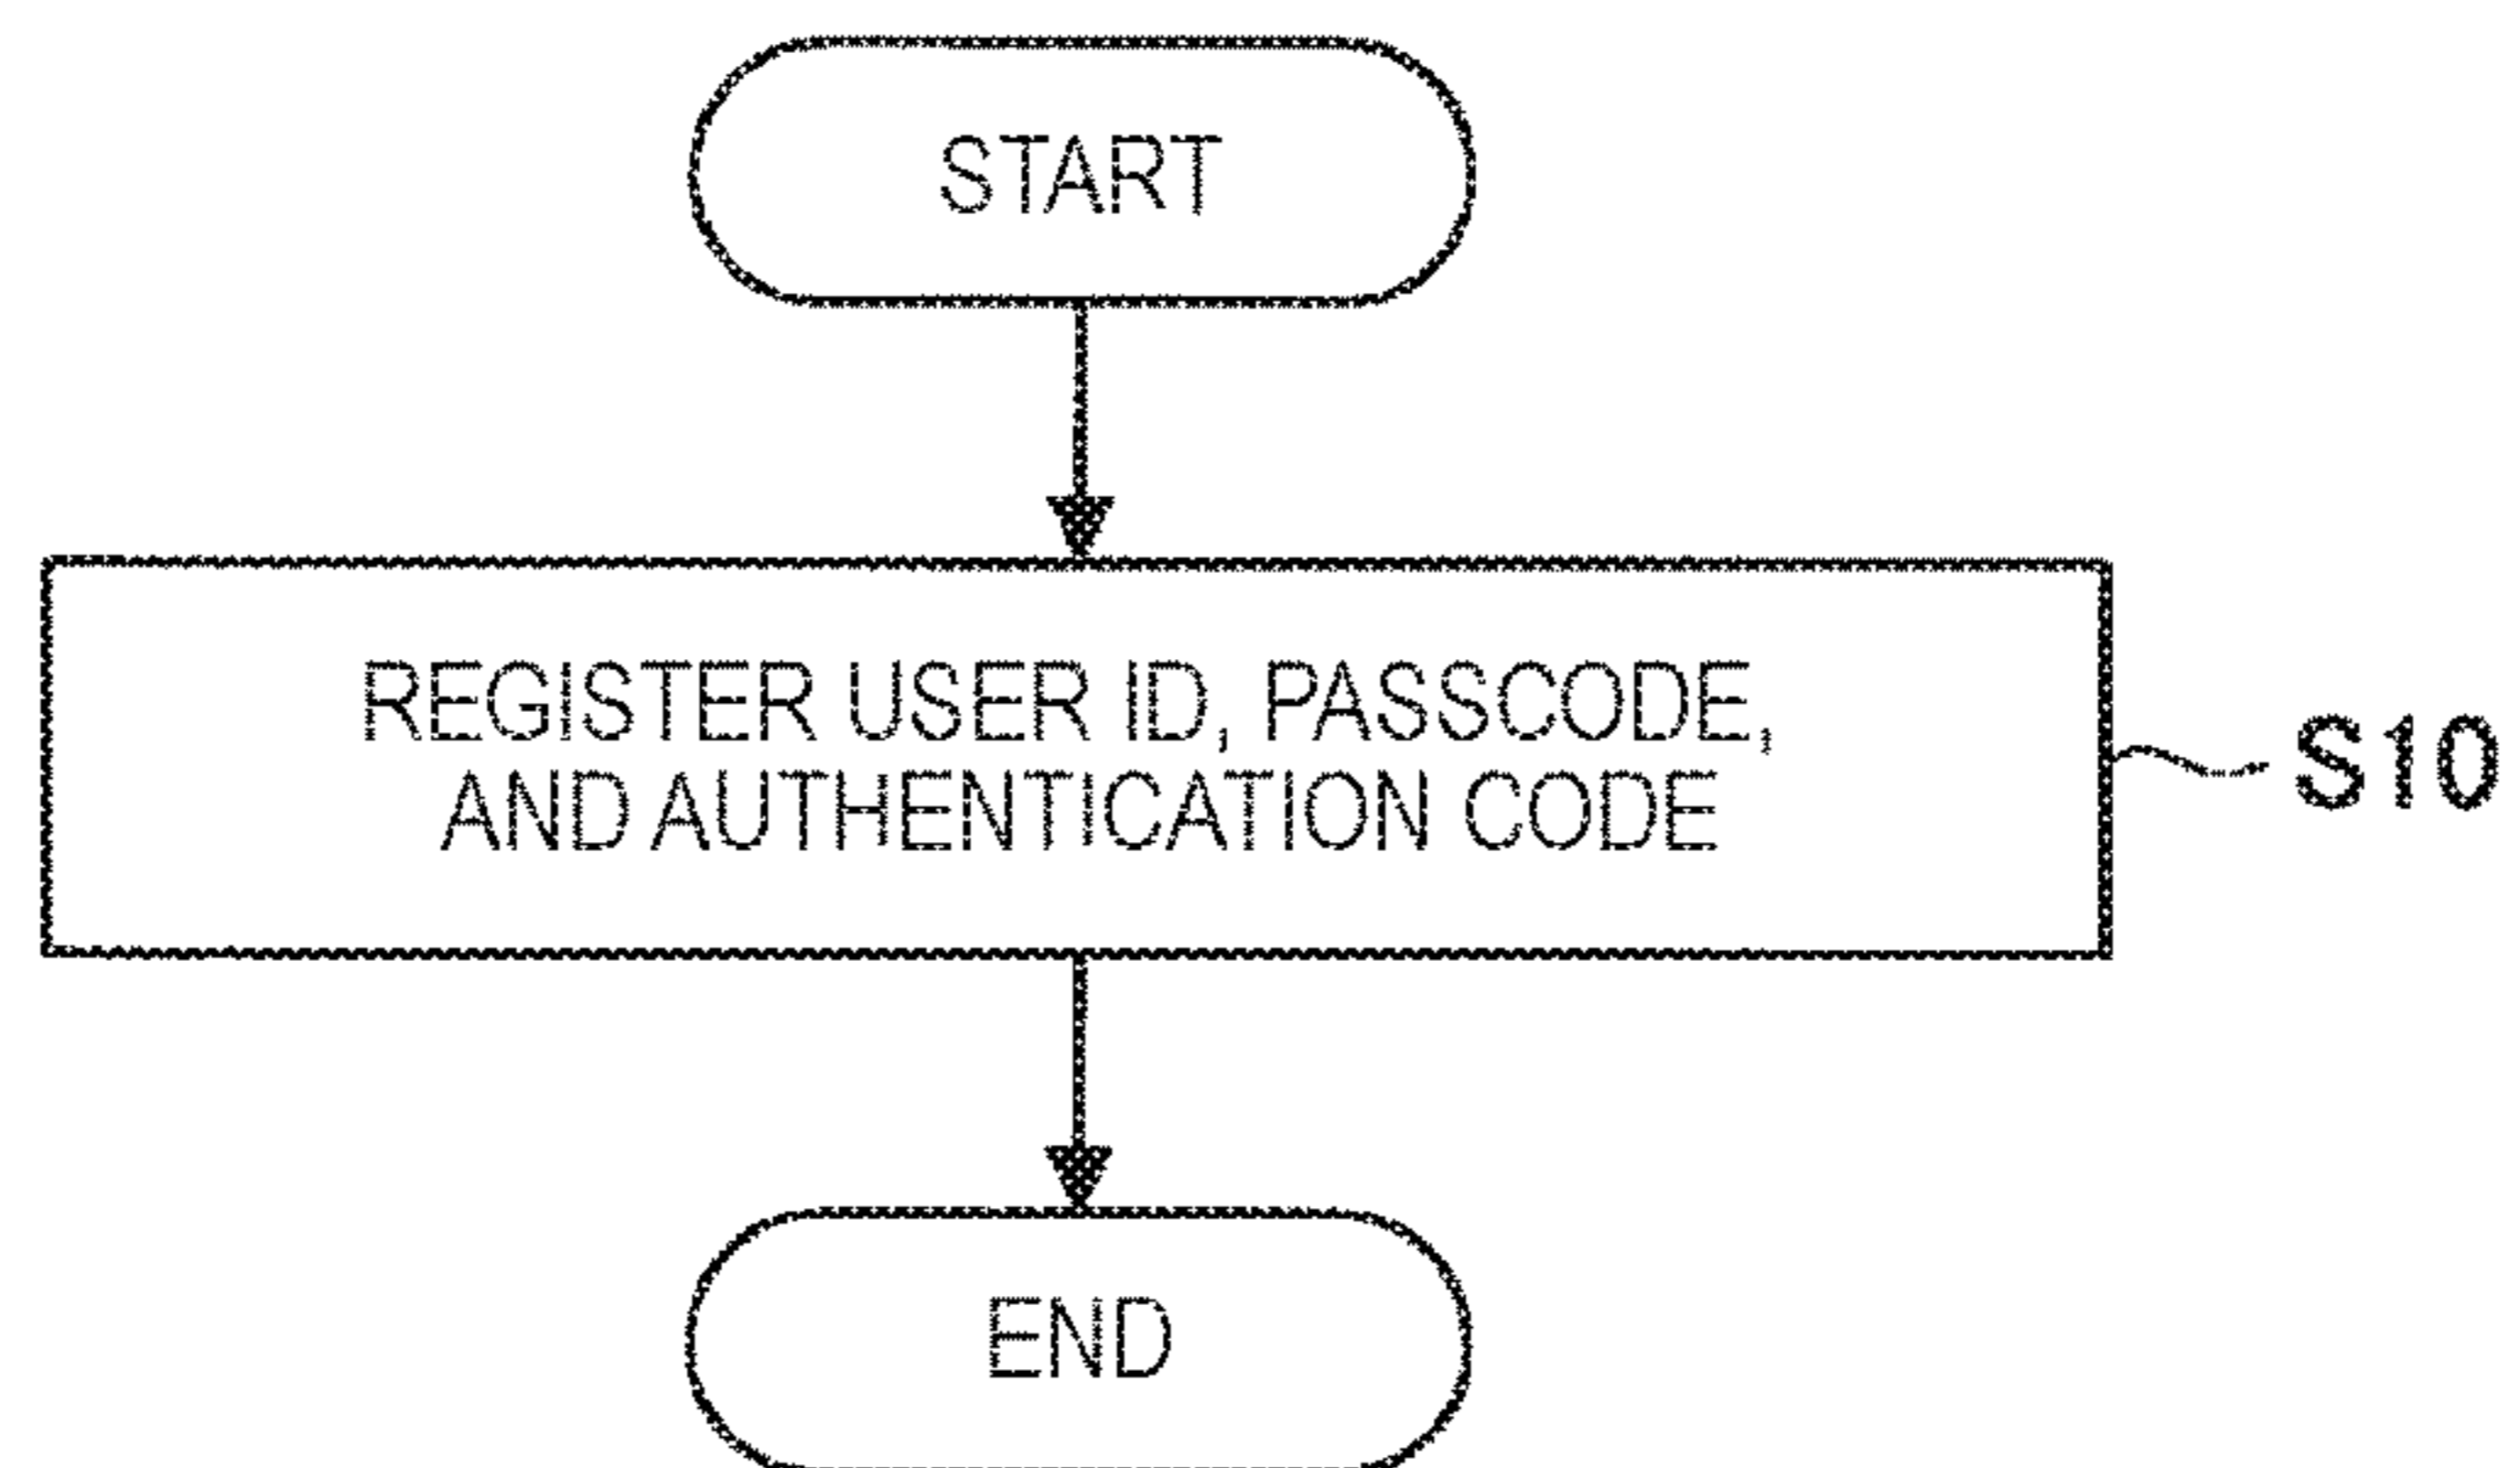 START
REGISTER USER ID, PASSCODE,
AND AUTHENTICATION CODE
S10
END